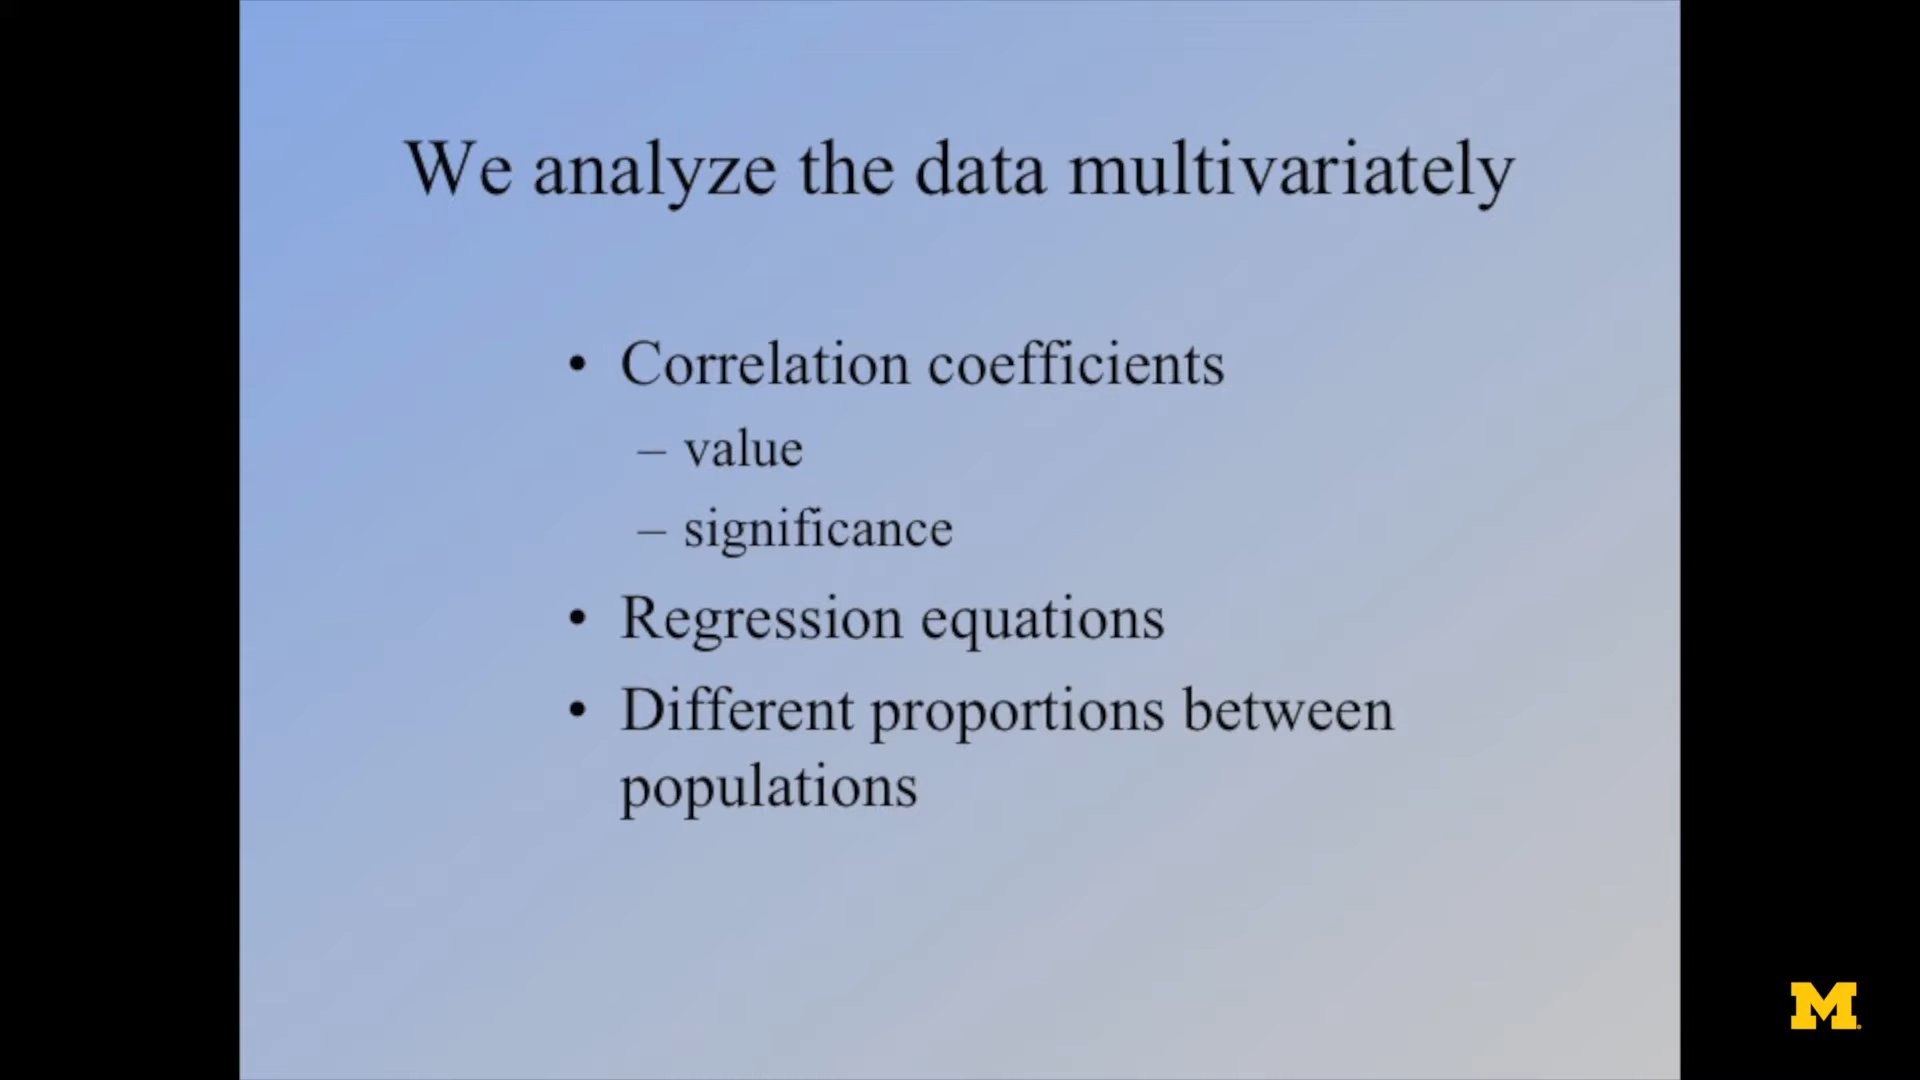 We analyze the data multivariately
• Correlation coefficients
– value
– significance
• Regression equations
• Different proportions between
populations
M